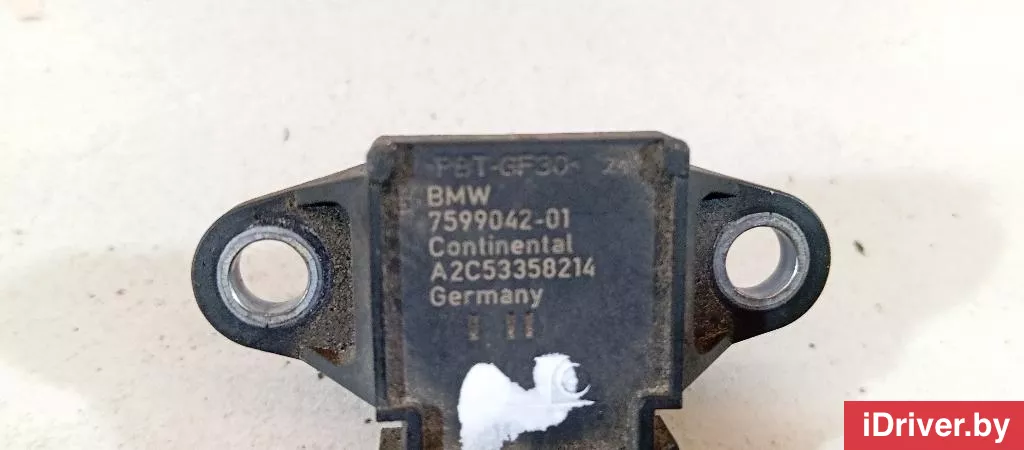 >PBT-GF30<
BMW
7599042-01
Continental
A2C53358214
Germany
iDriver.by